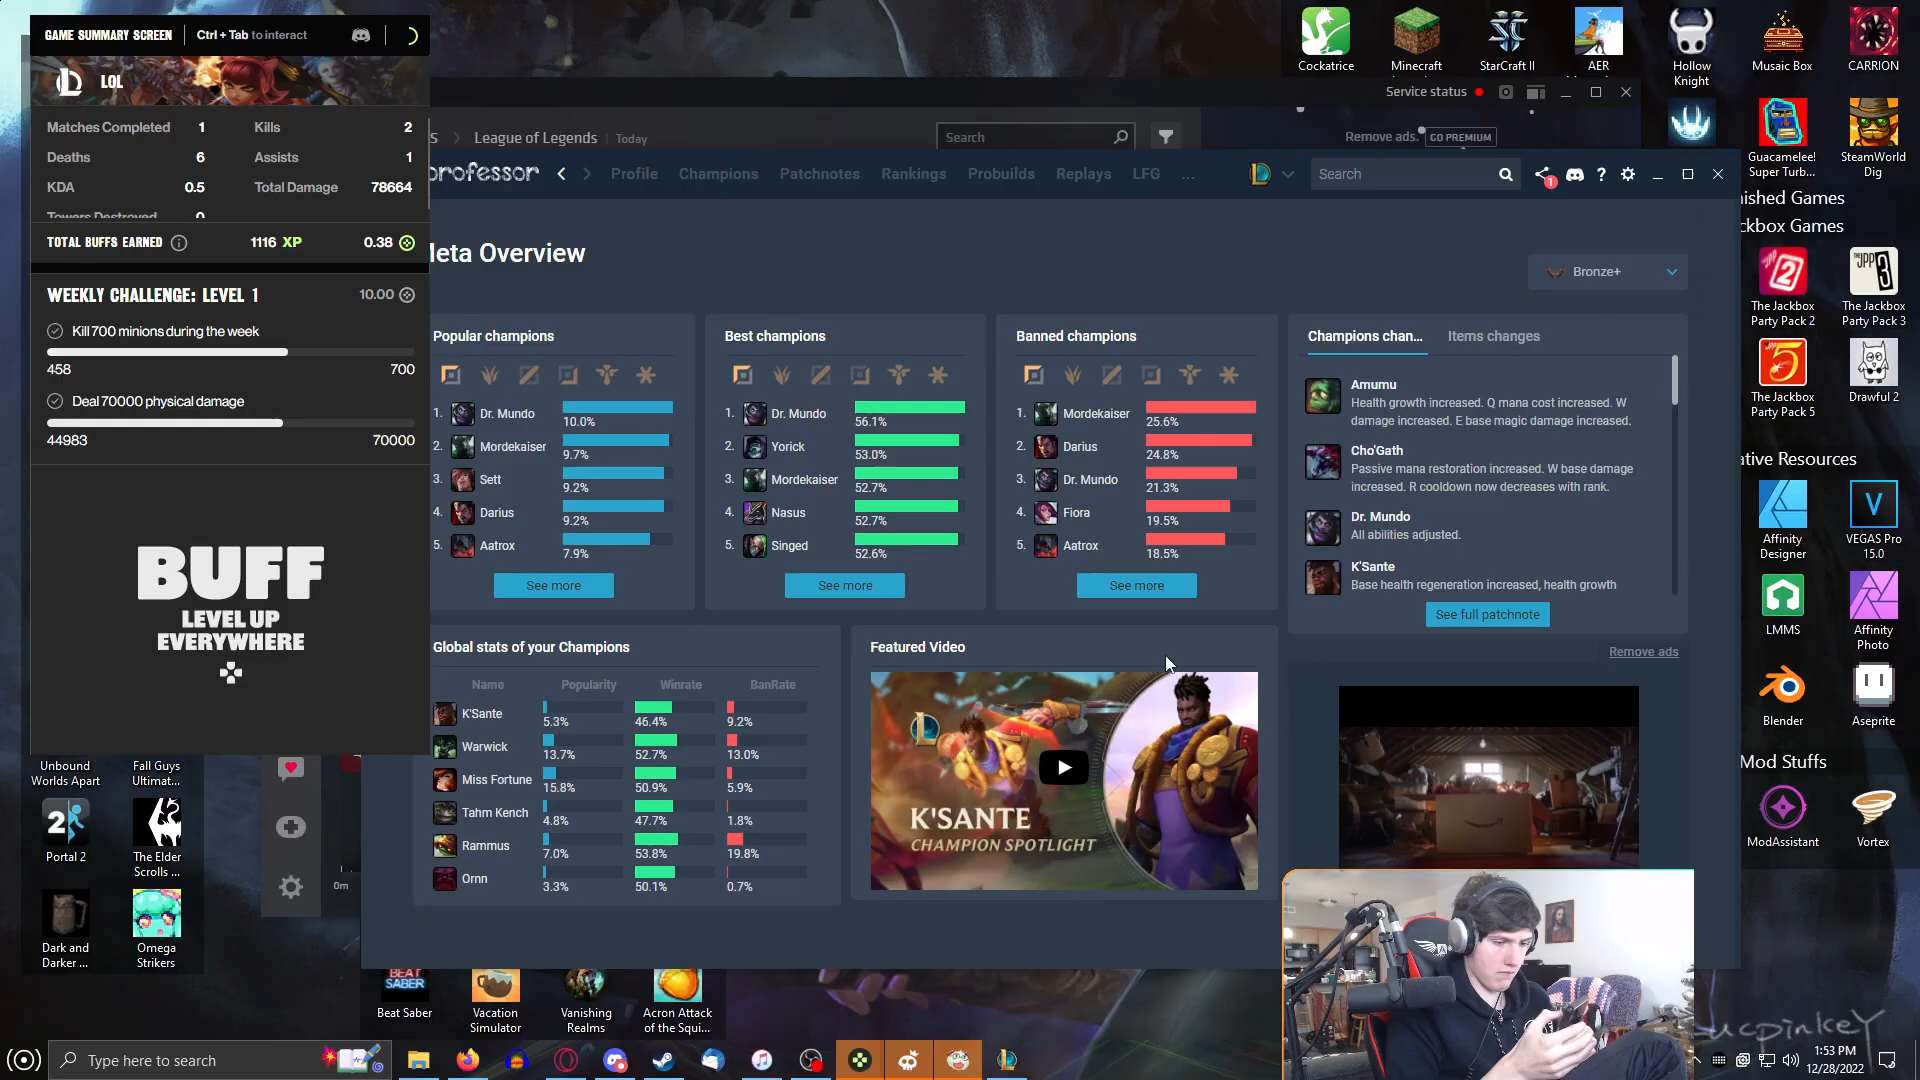 GAME SUMMARY SCREEN
Ctrl + Tab to interact
LOL
Matches Completed 1
Kills 2
Deaths 6
Assists 1
KDA 0.5
Total Damage 78664
Towers Destroyed 0
TOTAL BUFFS EARNED 1116 XP 0.38
WEEKLY CHALLENGE: LEVEL 1 10.00
Kill 700 minions during the week
458 700
Deal 70000 physical damage
44983 70000
BUFF
LEVEL UP
EVERYWHERE
Service status
League of Legends Today
Search
Remove ads. GO PREMIUM
professor
Profile Champions Patchnotes Rankings Probuilds Replays LFG ...
Search
1
Meta Overview
Bronze+
Popular champions
1. Dr. Mundo 10.0%
2. Mordekaiser 9.7%
3. Sett 9.2%
4. Darius 9.2%
5. Aatrox 7.9%
See more
Best champions
1. Dr. Mundo 56.1%
2. Yorick 53.0%
3. Mordekaiser 52.7%
4. Nasus 52.7%
5. Singed 52.6%
See more
Banned champions
1. Mordekaiser 25.6%
2. Darius 24.8%
3. Dr. Mundo 21.3%
4. Fiora 19.5%
5. Aatrox 18.5%
See more
Champions chan... Items changes
Amumu
Health growth increased. Q mana cost increased. W
damage increased. E base magic damage increased.
Cho'Gath
Passive mana restoration increased. W base damage
increased. R cooldown now decreases with rank.
Dr. Mundo
All abilities adjusted.
K'Sante
Base health regeneration increased, health growth
See full patchnote
Remove ads
Global stats of your Champions
Name Popularity Winrate BanRate
K'Sante 5.3% 46.4% 9.2%
Warwick 13.7% 52.7% 13.0%
Miss Fortune 15.8% 50.9% 5.9%
Tahm Kench 4.8% 47.7% 1.8%
Rammus 7.0% 53.8% 19.8%
Ornn 3.3% 50.1% 0.7%
Featured Video
K'SANTE
CHAMPION SPOTLIGHT
0m
Cockatrice
Minecraft
StarCraft II
AER
Hollow
Knight
Musaic Box
CARRION
Guacamelee!
Super Turb...
SteamWorld
Dig
ished Games
ckbox Games
The Jackbox
Party Pack 2
The Jackbox
Party Pack 3
The Jackbox
Party Pack 5
Drawful 2
ative Resources
Affinity
Designer
VEGAS Pro
15.0
LMMS
Affinity
Photo
Blender
Aseprite
Mod Stuffs
ModAssistant
Vortex
Unbound
Worlds Apart
Fall Guys
Ultimat...
Portal 2
The Elder
Scrolls ...
Dark and
Darker ...
Omega
Strikers
BEAT
SABER
Beat Saber
Vacation
Simulator
Vanishing
Realms
Acron Attack
of the Squi...
ucpinkey
Type here to search
1:53 PM
12/28/2022